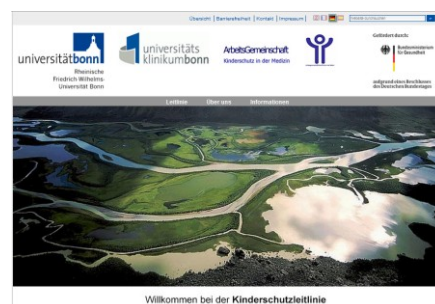 Übersicht | Barrierefreiheit | Kontakt | Impressum |
Gefördert durch:
universitätbonn
Rheinische
Friedrich-Wilhelms-
Universität Bonn
universitäts
klinikumbonn
ArbeitsGemeinschaft
Kinderschutz in der Medizin
Bundesministerium
für Gesundheit
aufgrund eines Beschlusses
des Deutschen Bundestages
Leitlinie Über uns Informationen
Willkommen bei der Kinderschutzleitlinie